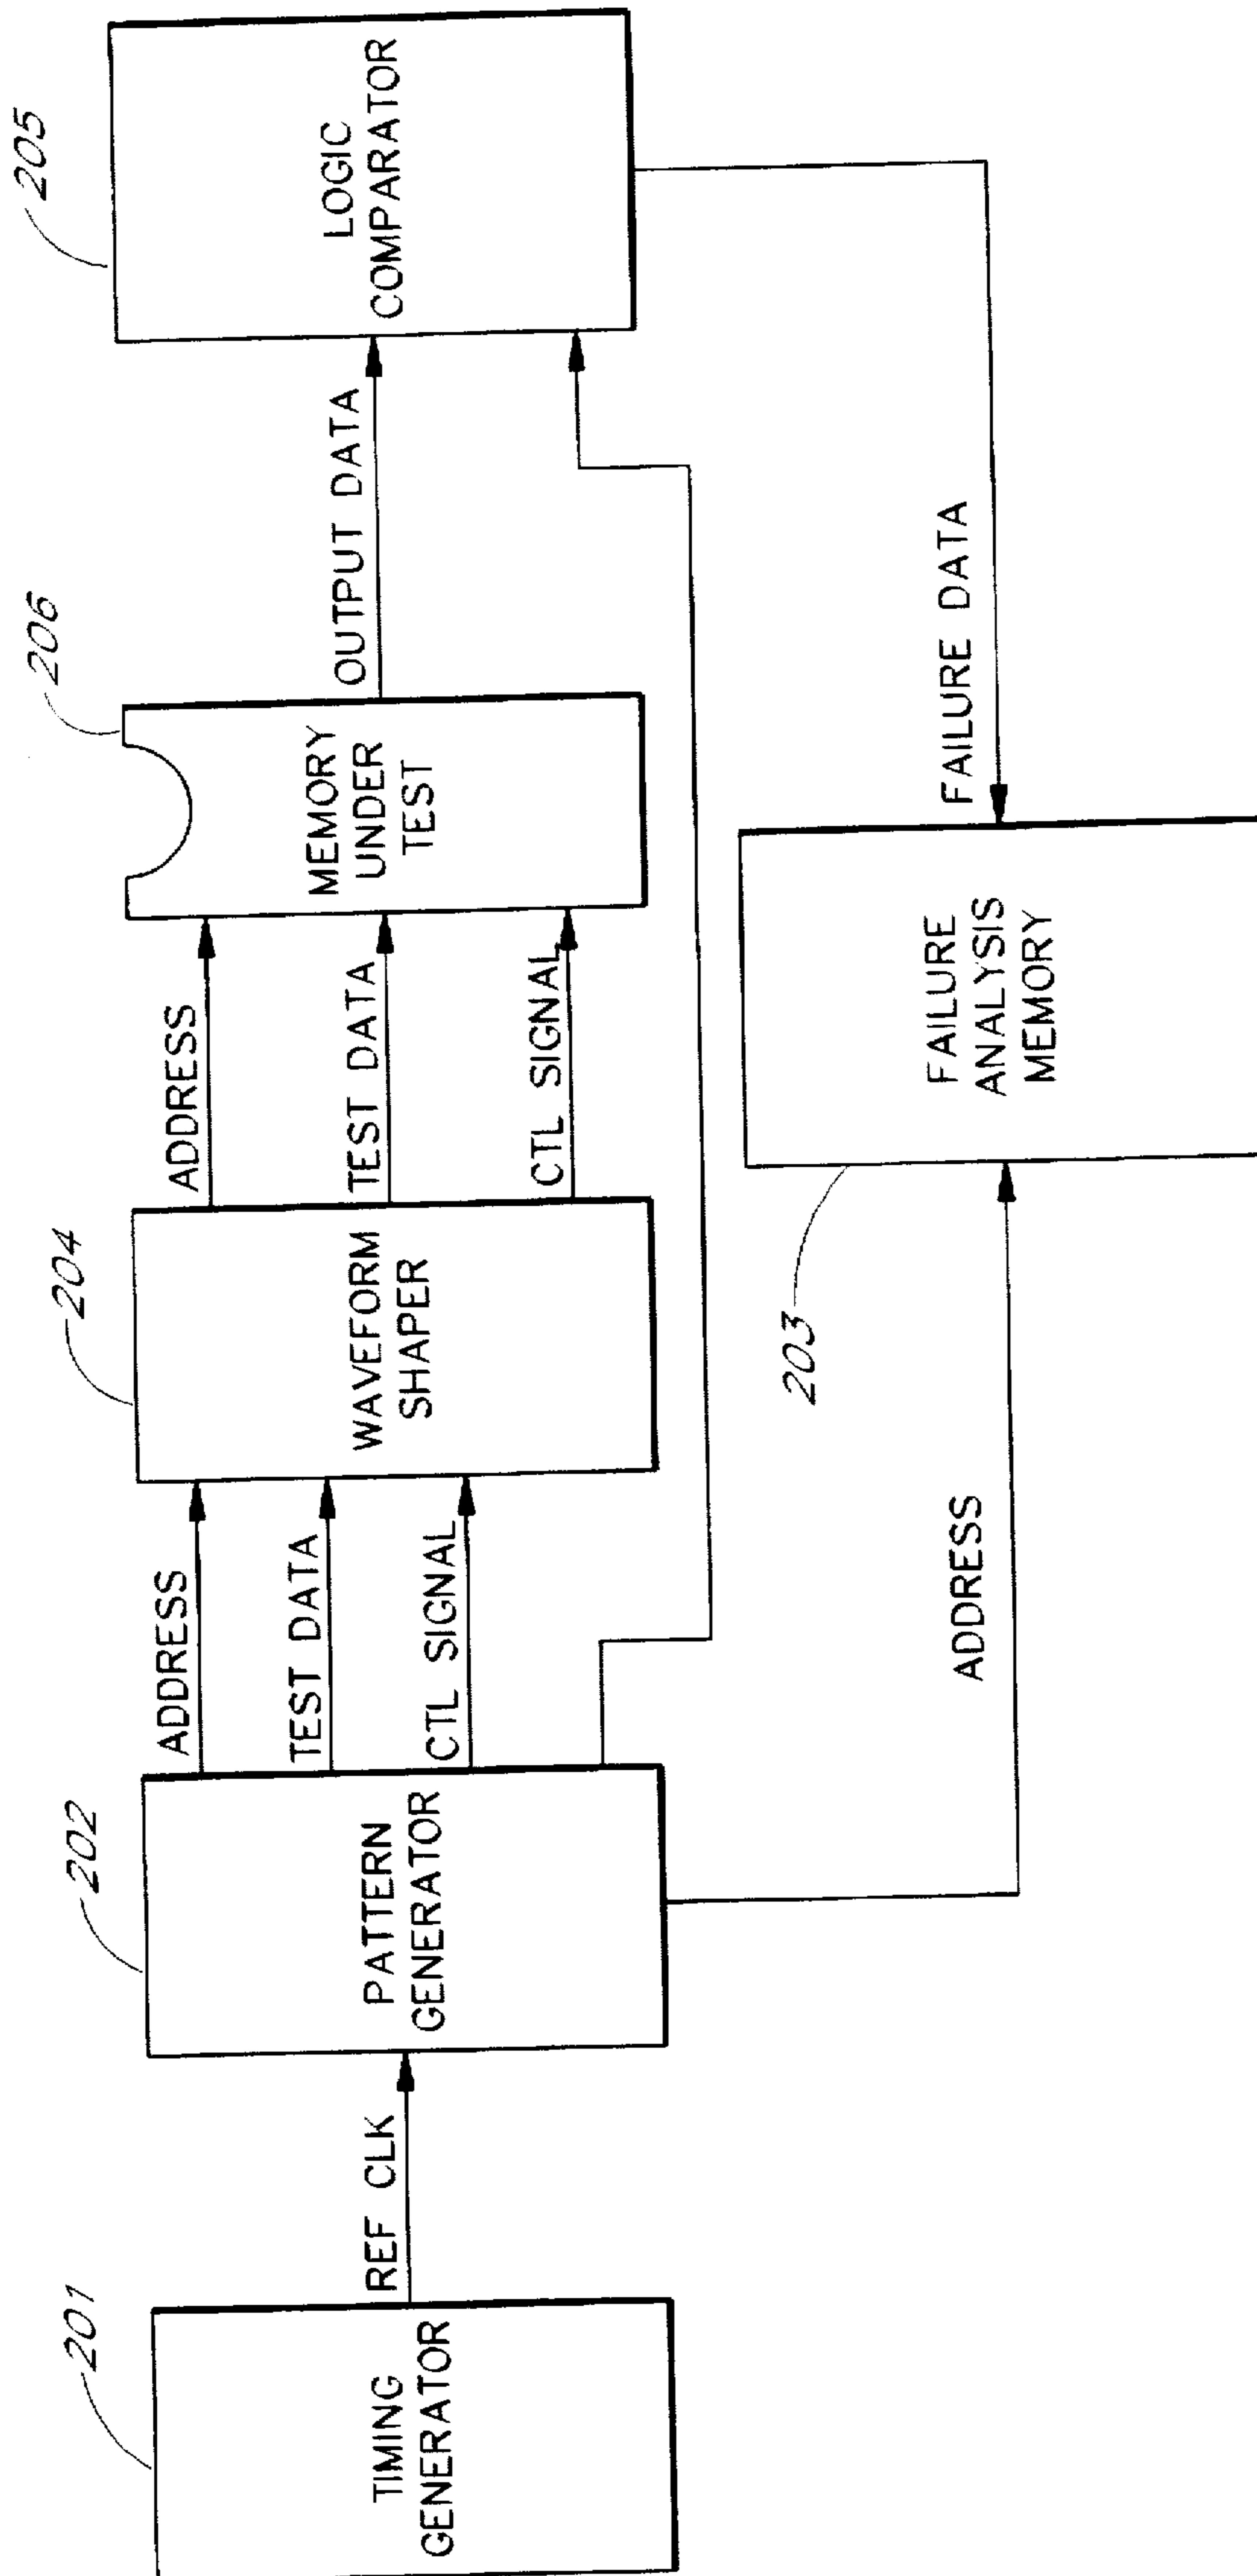 201
TIMING
GENERATOR
REF CLK
202
PATTERN
GENERATOR
ADDRESS
TEST DATA
CTL SIGNAL
204
WAVEFORM
SHAPER
ADDRESS
TEST DATA
CTL SIGNAL
206
MEMORY
UNDER
TEST
OUTPUT DATA
205
LOGIC
COMPARATOR
ADDRESS
203
FAILURE
ANALYSIS
MEMORY
FAILURE DATA